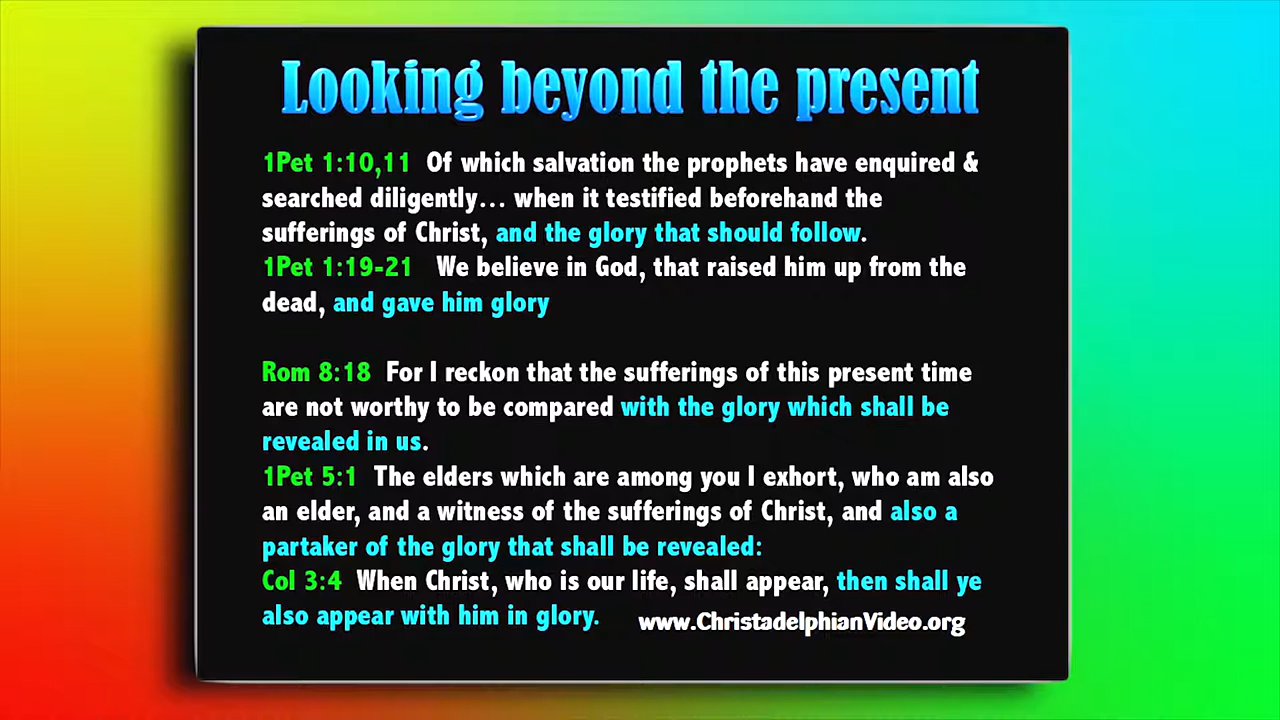 Looking beyond the present
1Pet 1:10,11 Of which salvation the prophets have enquired &
searched diligently... when it testified beforehand the
sufferings of Christ, and the glory that should follow.
1Pet 1:19-21 We believe in God, that raised him up from the
dead, and gave him glory
Rom 8:18 For I reckon that the sufferings of this present time
are not worthy to be compared with the glory which shall be
revealed in us.
1Pet 5:1 The elders which are among you I exhort, who am also
an elder, and a witness of the sufferings of Christ, and also a
partaker of the glory that shall be revealed:
Col 3:4 When Christ, who is our life, shall appear, then shall ye
also appear with him in glory.
www.ChristadelphianVideo.org